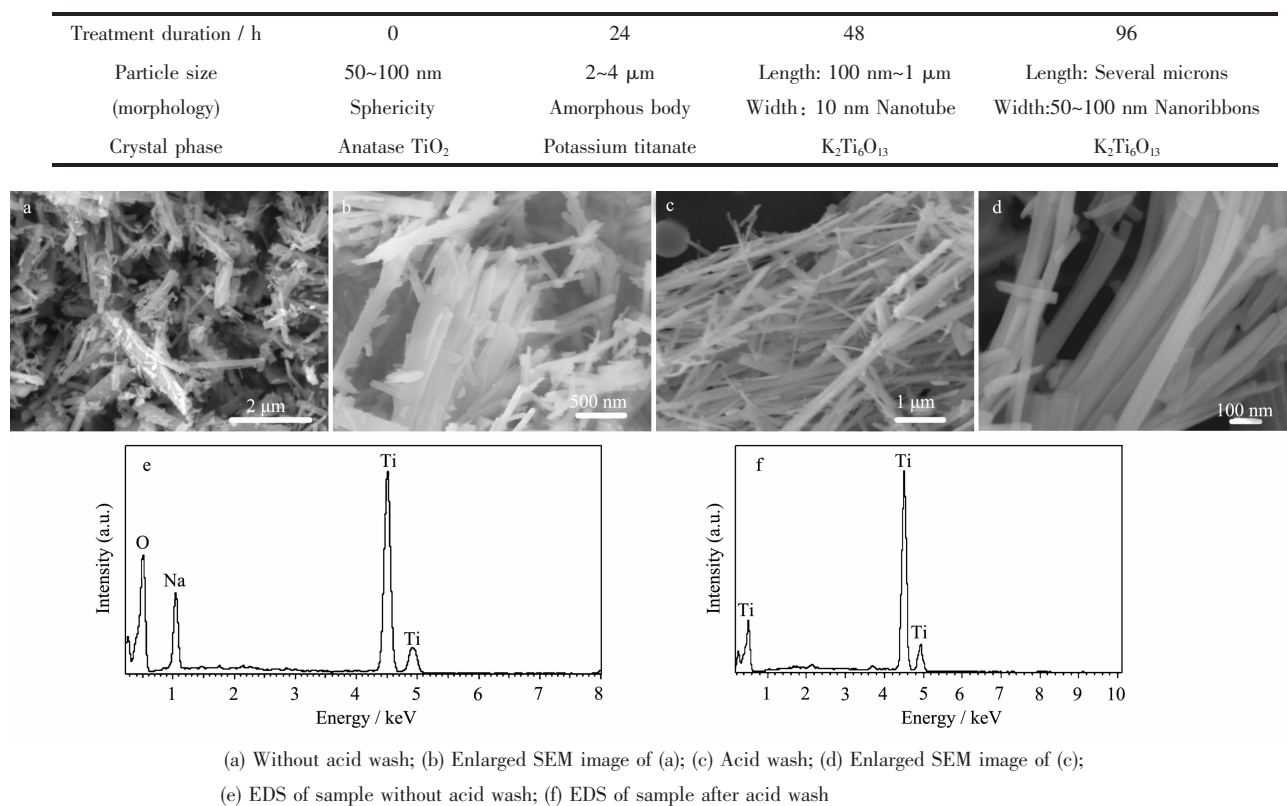 Treatment duration / h 0 24 48 96
Particle size 50~100 nm 2~4 μm Length: 100 nm~1 μm Length: Several microns
(morphology) Sphericity Amorphous body Width: 10 nm Nanotube Width:50~100 nm Nanoribbons
Crystal phase Anatase TiO₂ Potassium titanate K₂Ti₆O₁₃ K₂Ti₆O₁₃
a
2 μm
b
500 nm
c
1 μm
d
100 nm
e
Ti
O
Na
Ti
Intensity (a.u.)
1 2 3 4 5 6 7 8
Energy / keV
f
Ti
Ti
Ti
Intensity (a.u.)
1 2 3 4 5 6 7 8 9 10
Energy / keV
(a) Without acid wash; (b) Enlarged SEM image of (a); (c) Acid wash; (d) Enlarged SEM image of (c);
(e) EDS of sample without acid wash; (f) EDS of sample after acid wash